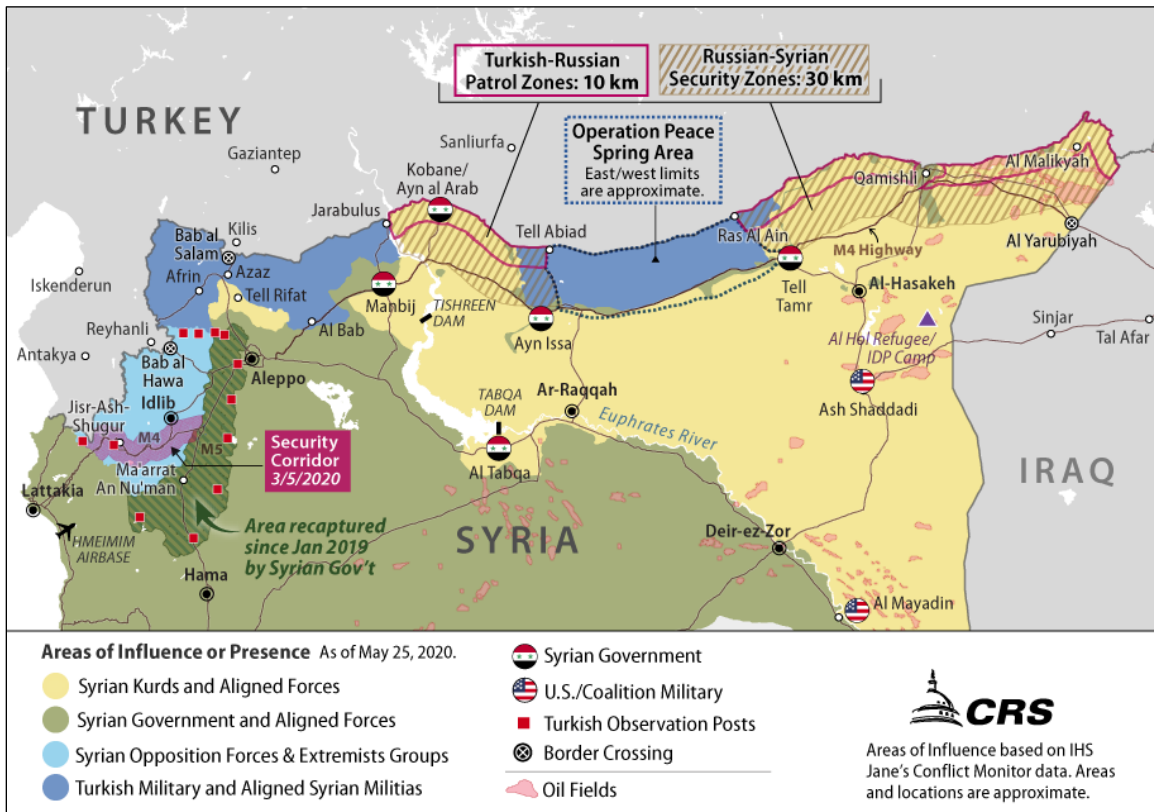 Turkish-Russian
Patrol Zones: 10 km
Russian-Syrian
Security Zones: 30 km
TURKEY
Gaziantep
Sanliurfa
Operation Peace
Spring Area
East/west limits
are approximate.
Kobane/
Ayn al Arab
Al Malikyah
Qamishli
Jarabulus
Tell Abiad
Ras Al Ain
Kilis
Bab al
Salam
Azaz
Afrin
Tell Rifat
M4 Highway
Al Yarubiyah
Iskenderun
Manbij
TISHREEN
DAM
Tell
Tamr
Al-Hasakeh
Reyhanli
Al Bab
Ayn Issa
Sinjar
Tal Afar
Antakya
Bab al
Hawa
Aleppo
Al Hol Refugee/
IDP Camp
Idlib
Jisr-Ash-
Shugur
Ar-Raqqah
TABQA
DAM
Euphrates River
Ash Shaddadi
M4
M5
Security
Corridor
3/5/2020
Al Tabqa
Ma'arrat
An Nu'man
IRAQ
Lattakia
HMEIMIM
AIRBASE
Area recaptured
since Jan 2019
by Syrian Gov't
SYRIA
Deir-ez-Zor
Hama
Al Mayadin
Areas of Influence or Presence As of May 25, 2020.
Syrian Kurds and Aligned Forces
Syrian Government and Aligned Forces
Syrian Opposition Forces & Extremists Groups
Turkish Military and Aligned Syrian Militias
Syrian Government
U.S./Coalition Military
Turkish Observation Posts
Border Crossing
Oil Fields
CRS
Areas of Influence based on IHS
Jane's Conflict Monitor data. Areas
and locations are approximate.